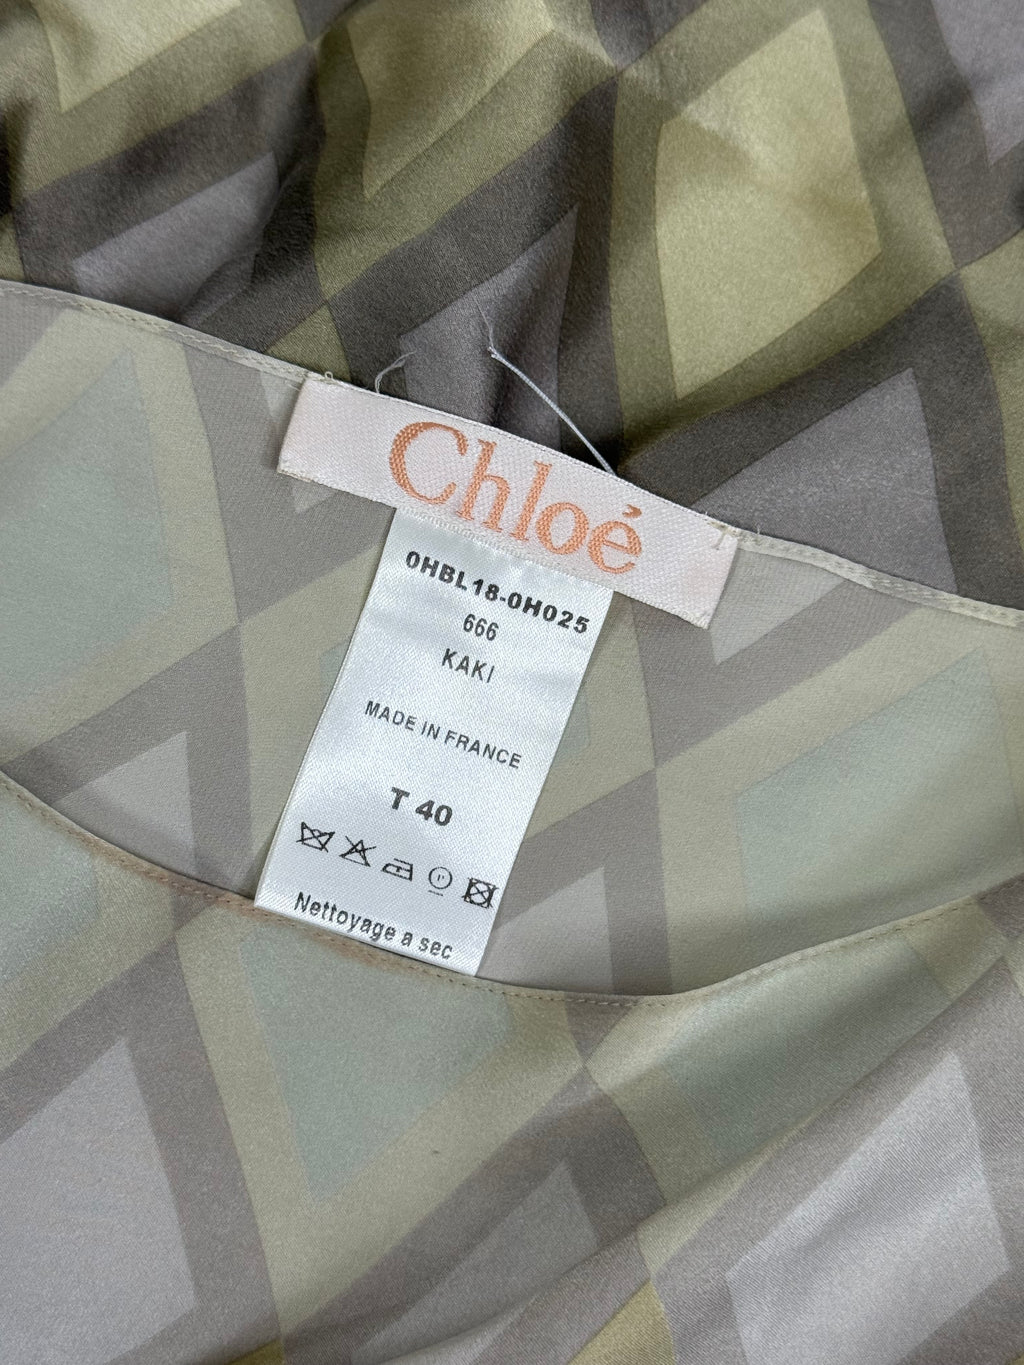 Chloé
0HBL18-0H025
666
KAKI
MADE IN FRANCE
T 40
P
Nettoyage a sec